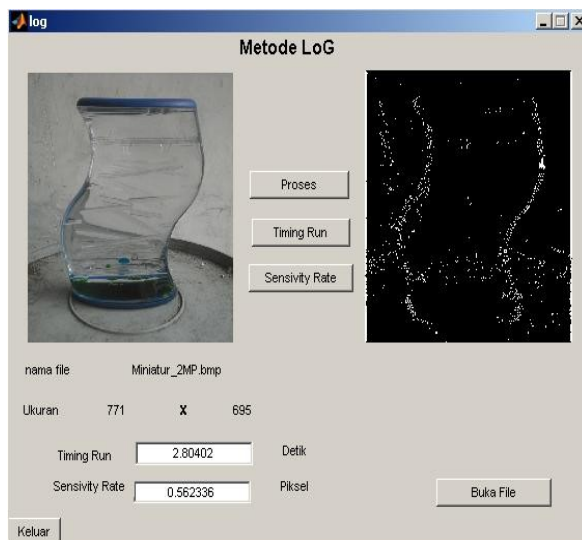 log
Metode LoG
Proses
Timing Run
Sensivity Rate
nama file Miniatur_2MP.bmp
Ukuran 771 X 695
Timing Run 2.80402 Detik
Sensivity Rate 0.562336 Piksel
Buka File
Keluar